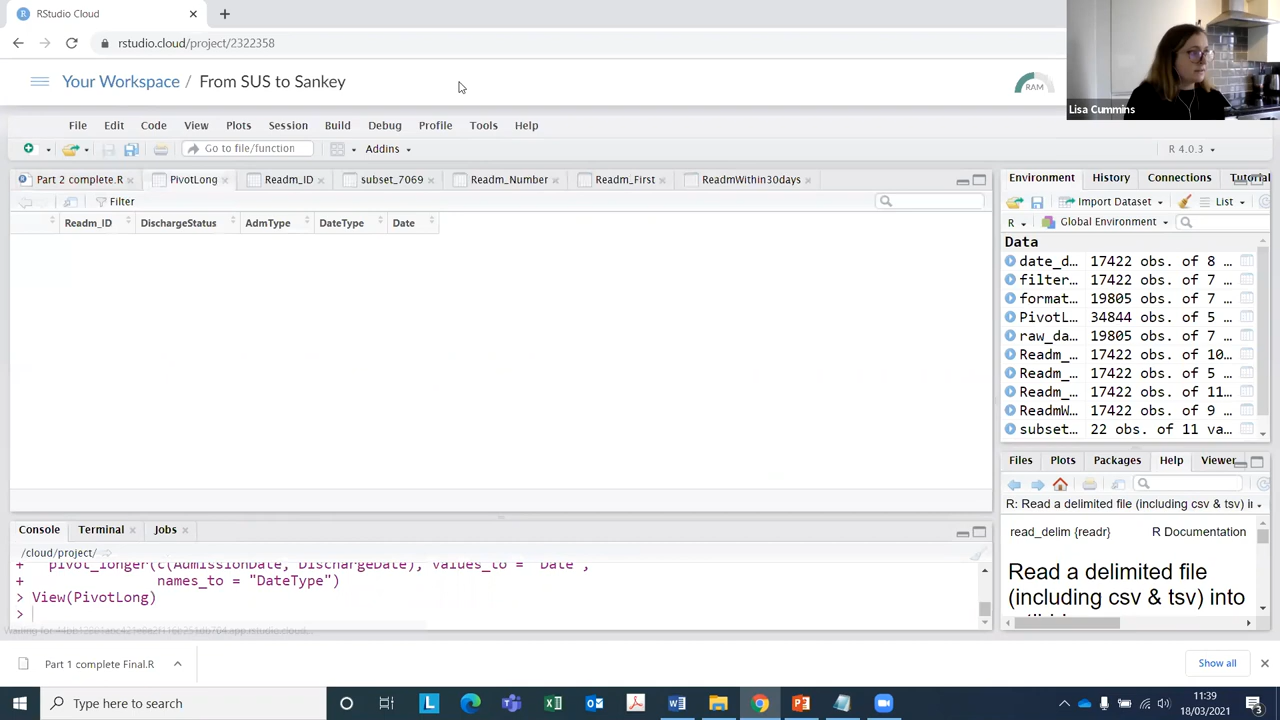 RStudio Cloud
rstudio.cloud/project/2322358
Your Workspace / From SUS to Sankey
RAM
Lisa Cummins
File Edit Code View Plots Session Build Debug Profile Tools Help
Go to file/function Addins R 4.0.3
Part 2 complete.R PivotLong Readm_ID subset_7069 Readm_Number Readm_First ReadmWithin30days
Filter
Readm_ID DischargeStatus AdmType DateType Date
Environment History Connections Tutorial
Import Dataset List
R Global Environment
Data
date_d… 17422 obs. of 8 …
filter… 17422 obs. of 7 …
format… 19805 obs. of 7 …
PivotL… 34844 obs. of 5 …
raw_da… 19805 obs. of 7 …
Readm_… 17422 obs. of 10…
Readm_… 17422 obs. of 5 …
Readm_… 17422 obs. of 11…
ReadmW… 17422 obs. of 9 …
subset… 22 obs. of 11 va…
Files Plots Packages Help Viewer
R: Read a delimited file (including csv & tsv) i
read_delim {readr} R Documentation
Read a delimited file
(including csv & tsv) into
Console Terminal Jobs
/cloud/project/
+ pivot_longer(c(AdmissionDate, DischargeDate), values_to = "Date",
+ names_to = "DateType")
> View(PivotLong)
>
Part 1 complete Final.R
Show all
Type here to search
11:39
18/03/2021
3